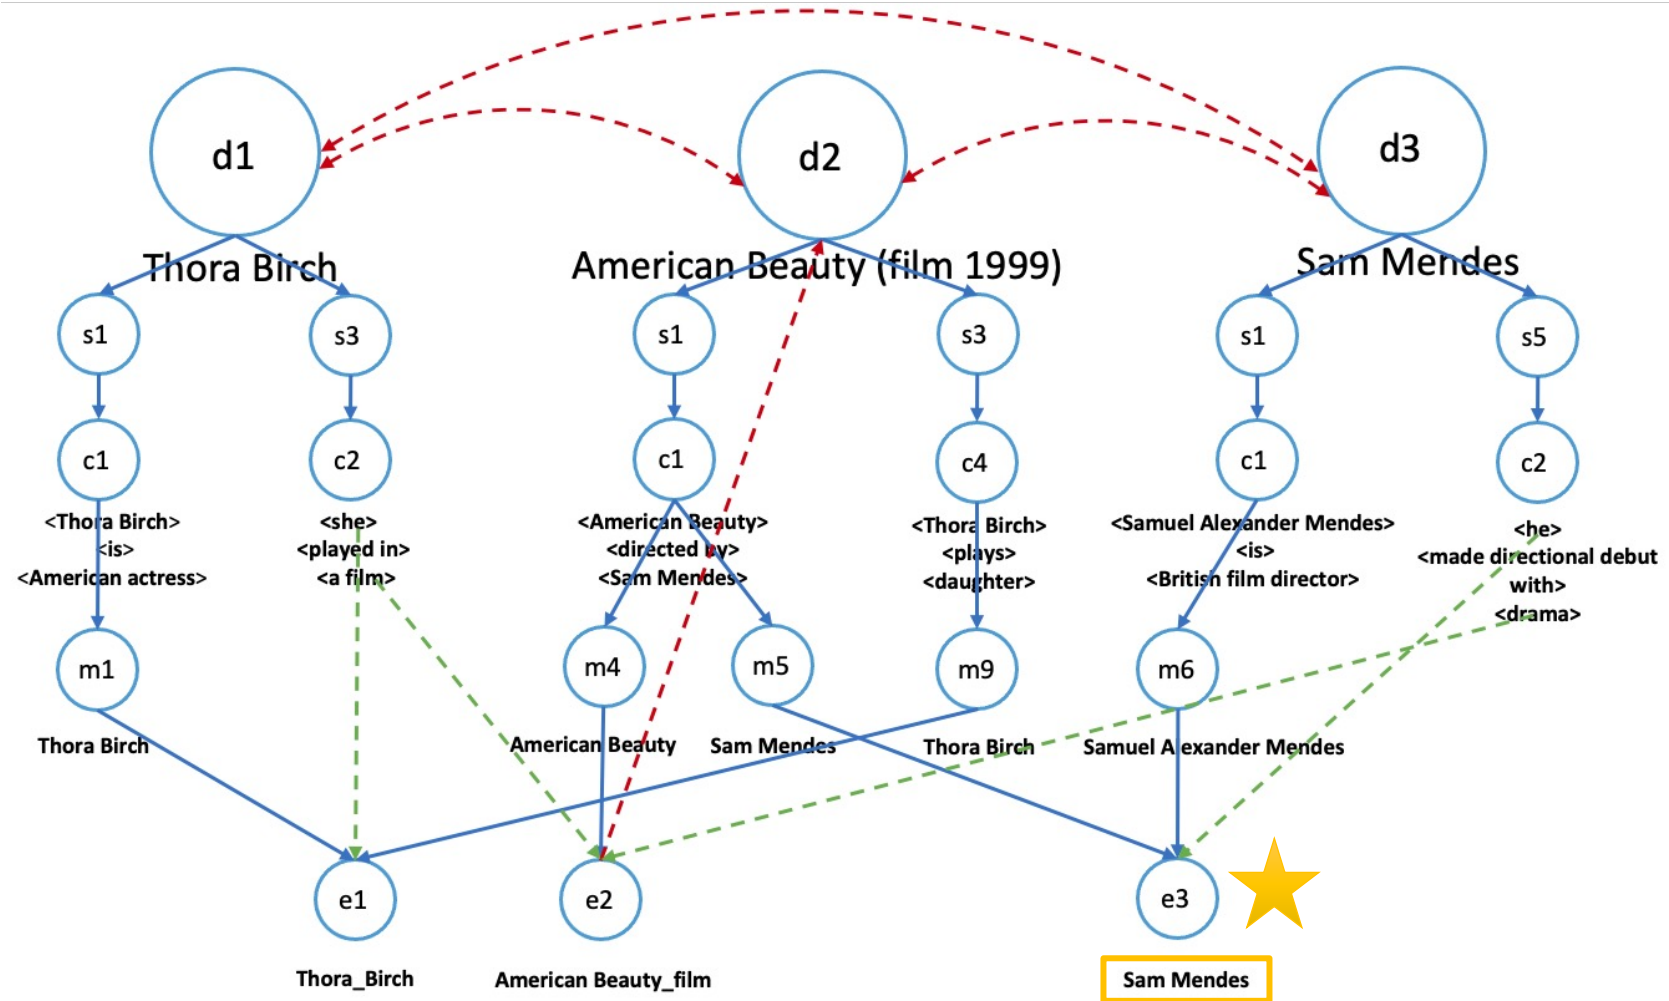 d1
d2
d3
Thora Birch
American Beauty (film 1999)
Sam Mendes
s1
s3
s1
s3
s1
s5
c1
c2
c1
c4
c1
c2
<Thora Birch>
<is>
<American actress>
<she>
<played in>
<a film>
<American Beauty>
<directed by>
<Sam Mendes>
<Thora Birch>
<plays>
<daughter>
<Samuel Alexander Mendes>
<is>
<British film director>
<he>
<made directional debut
with>
<drama>
m1
m4
m5
m9
m6
Thora Birch
American Beauty
Sam Mendes
Thora Birch
Samuel Alexander Mendes
e1
e2
e3
Thora_Birch
American Beauty_film
Sam Mendes